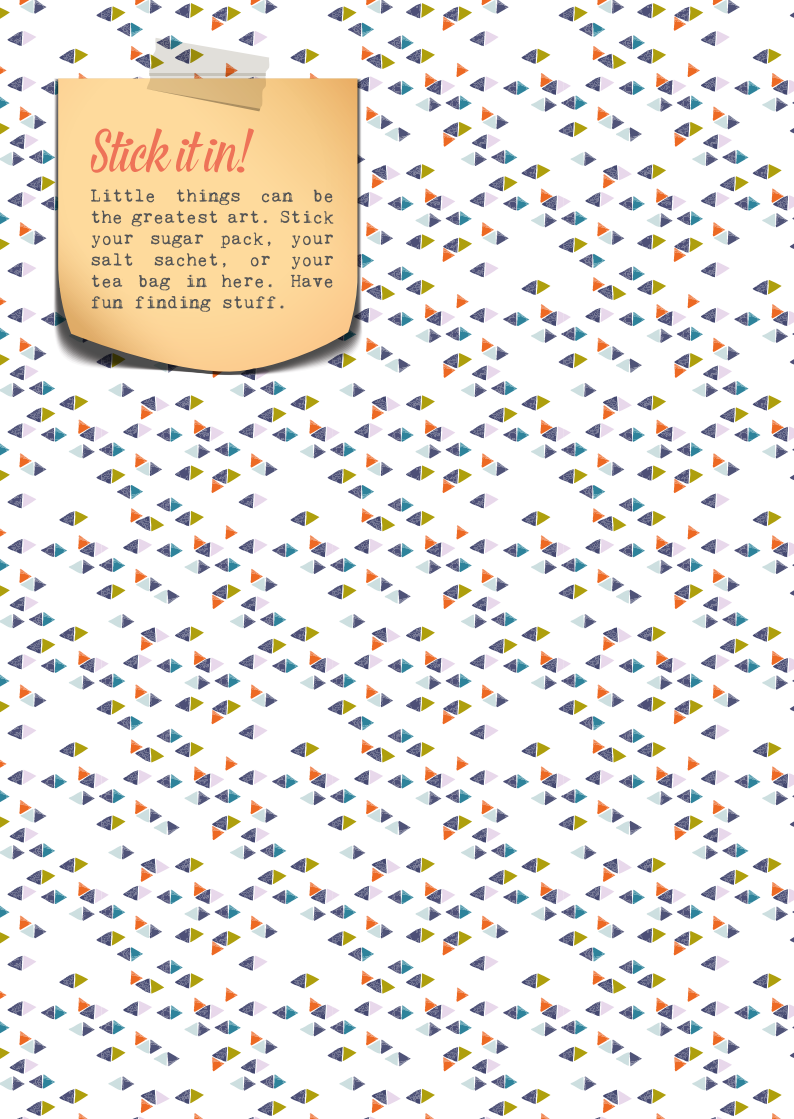 Stick it in!
Little things can be
the greatest art. Stick
your sugar pack, your
salt sachet, or your
tea bag in here. Have
fun finding stuff.